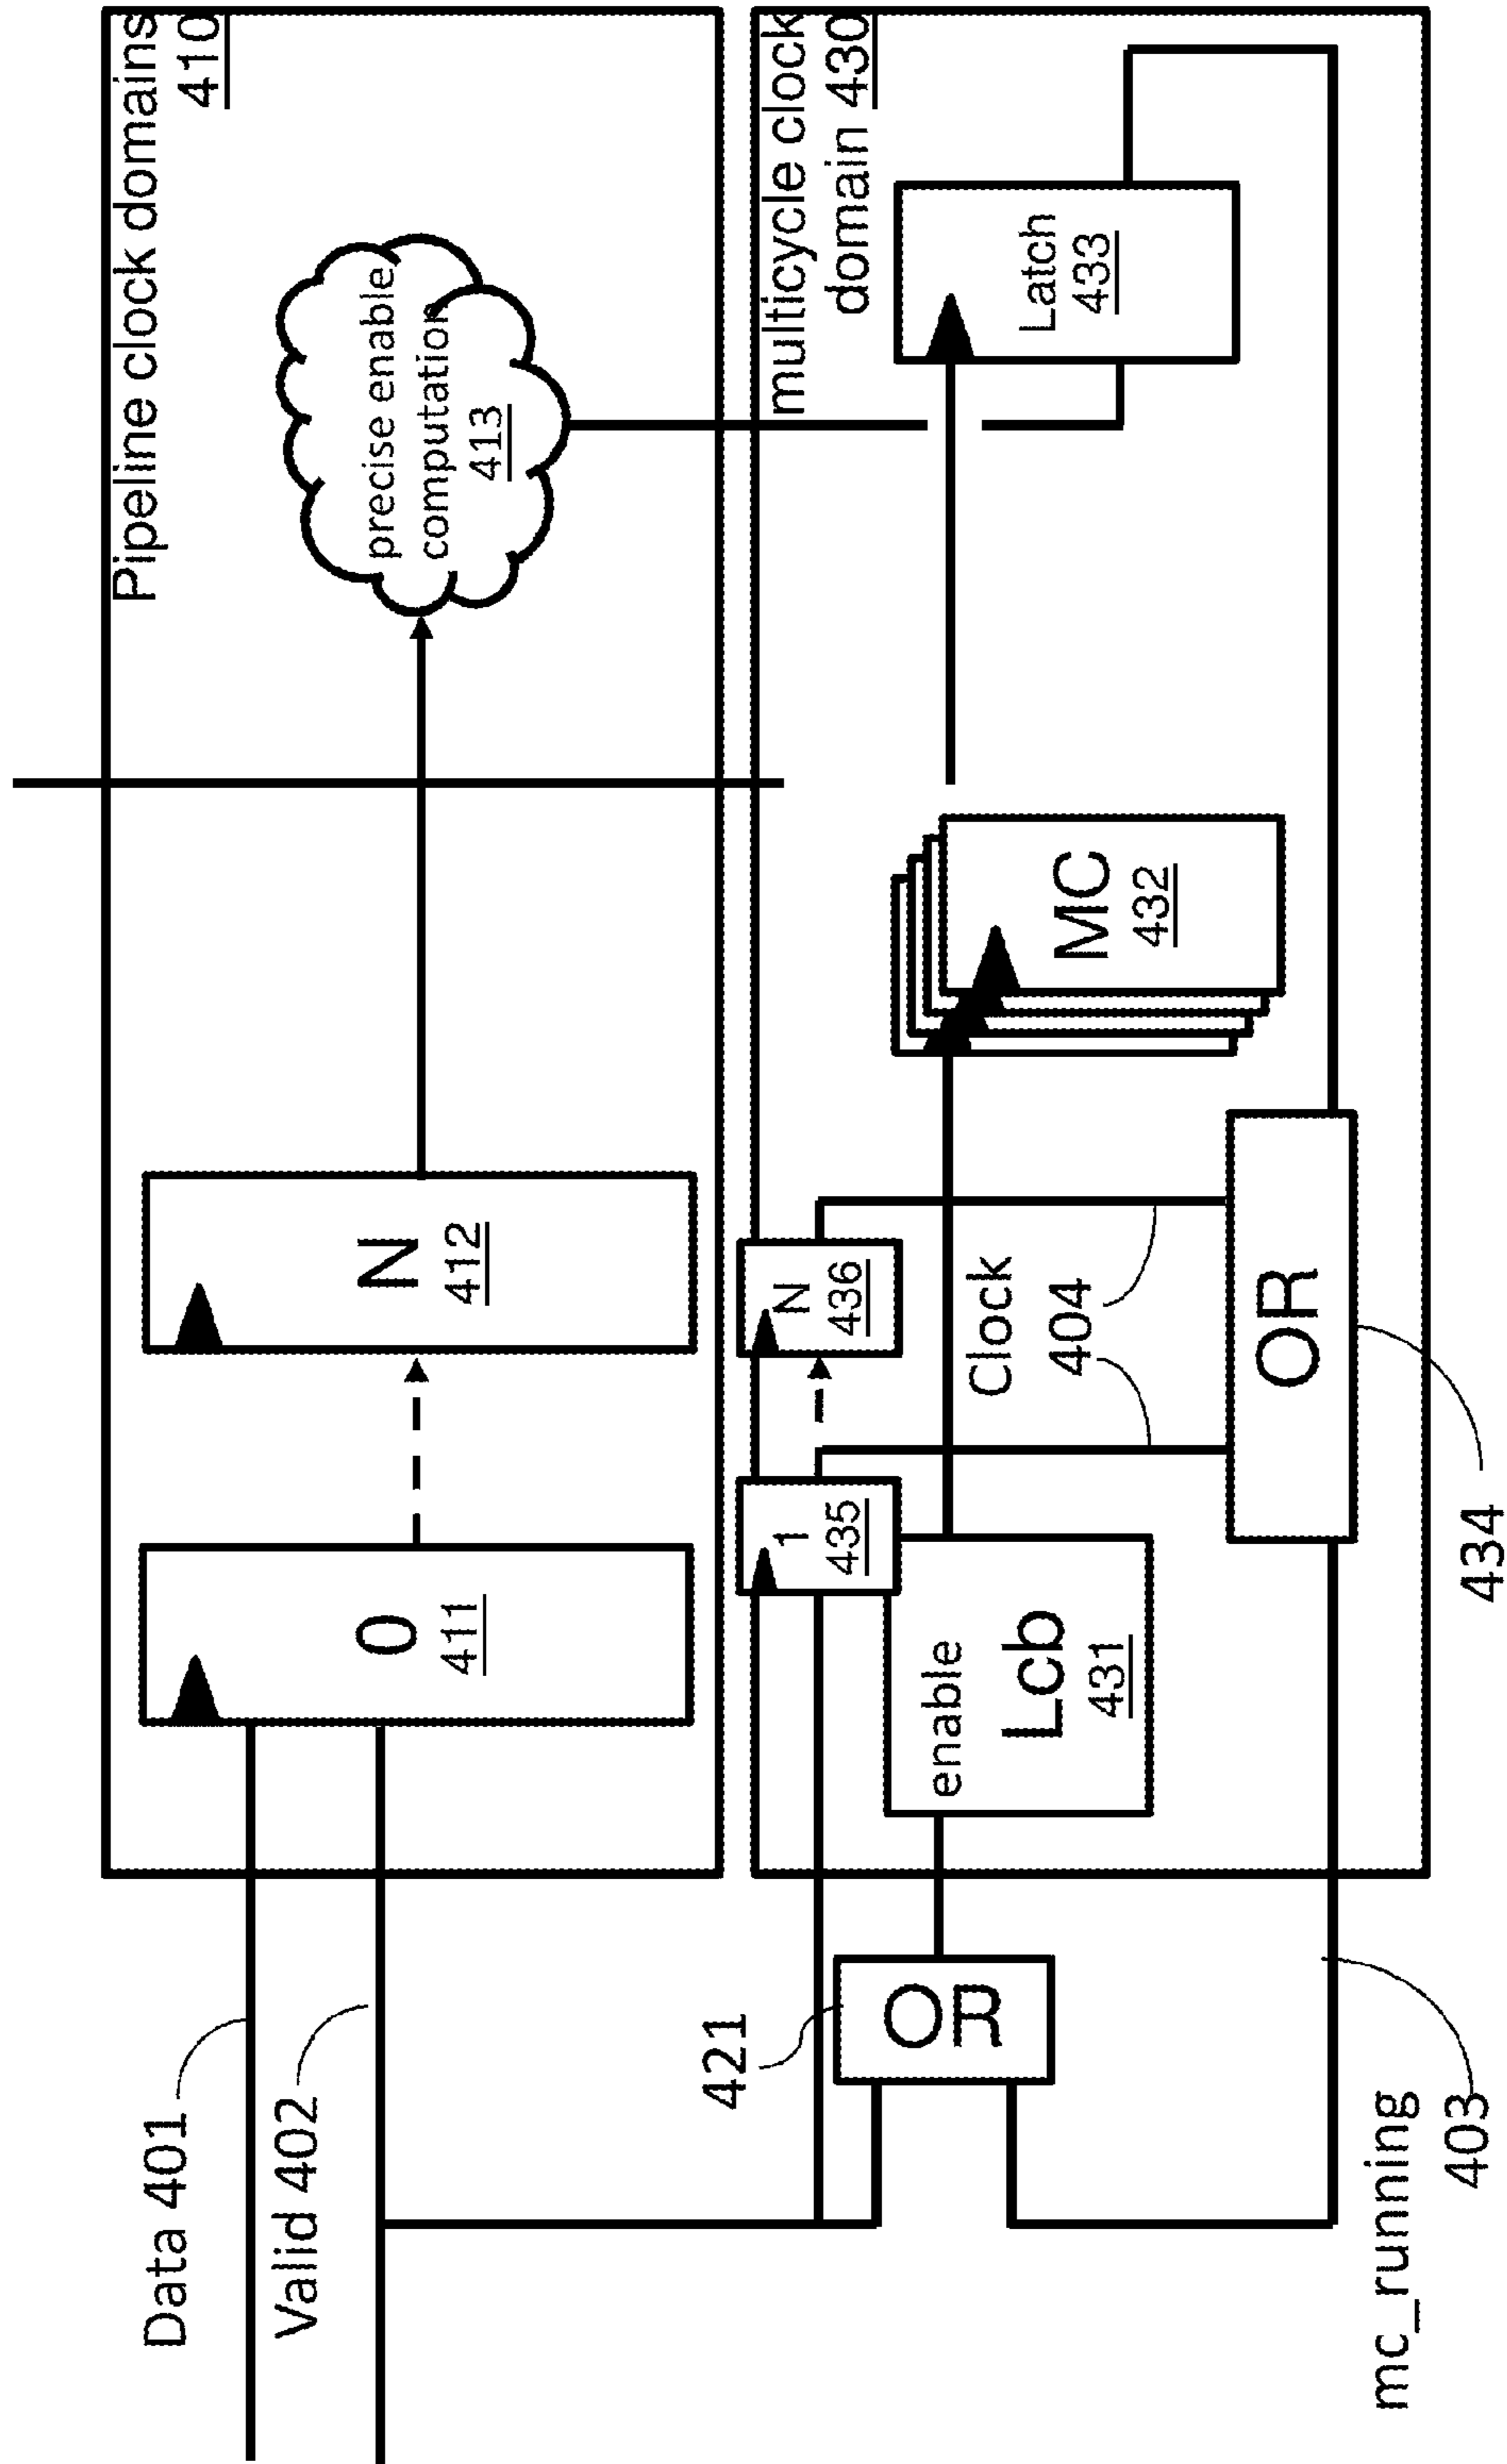 Pipeline clock domains
410
Data 401
Valid 402
0
411
N
412
precise enable
computation
413
multicycle clock
domain 430
421
OR
enable
Lcb
431
1
435
N
436
Clock
404
MC
432
Latch
433
OR
434
mc_running
403